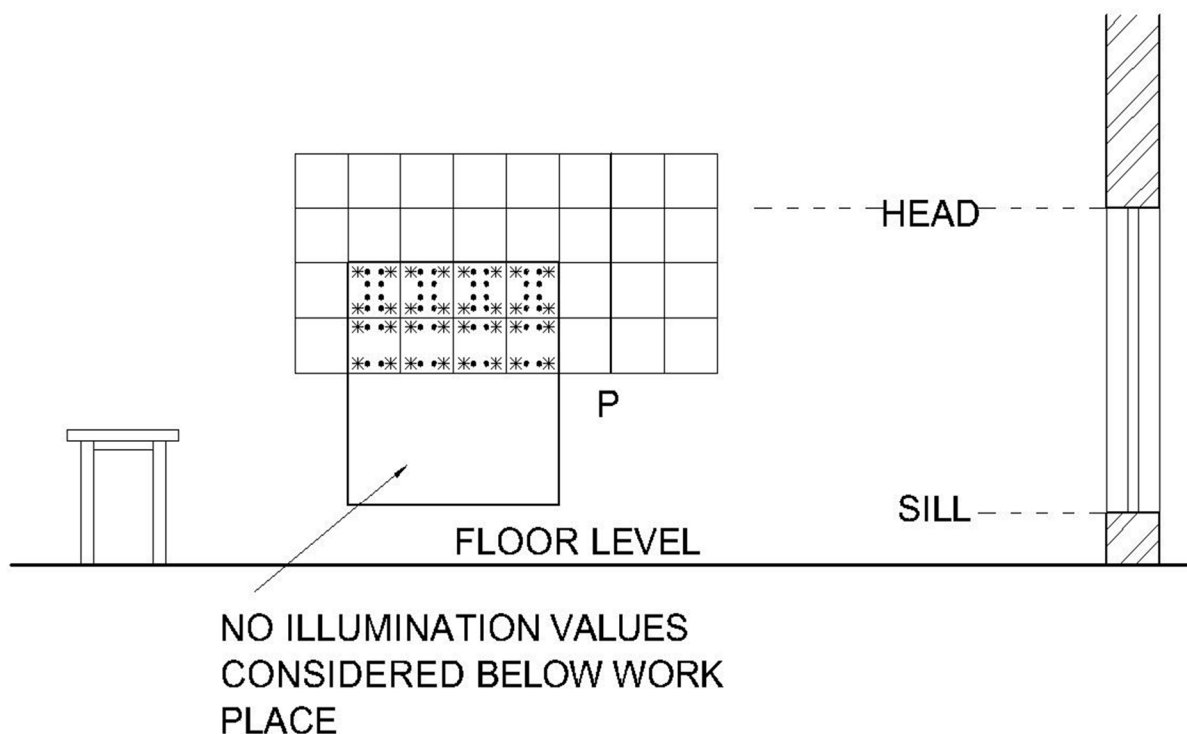 HEAD
P
SILL
FLOOR LEVEL
NO ILLUMINATION VALUES
CONSIDERED BELOW WORK
PLACE